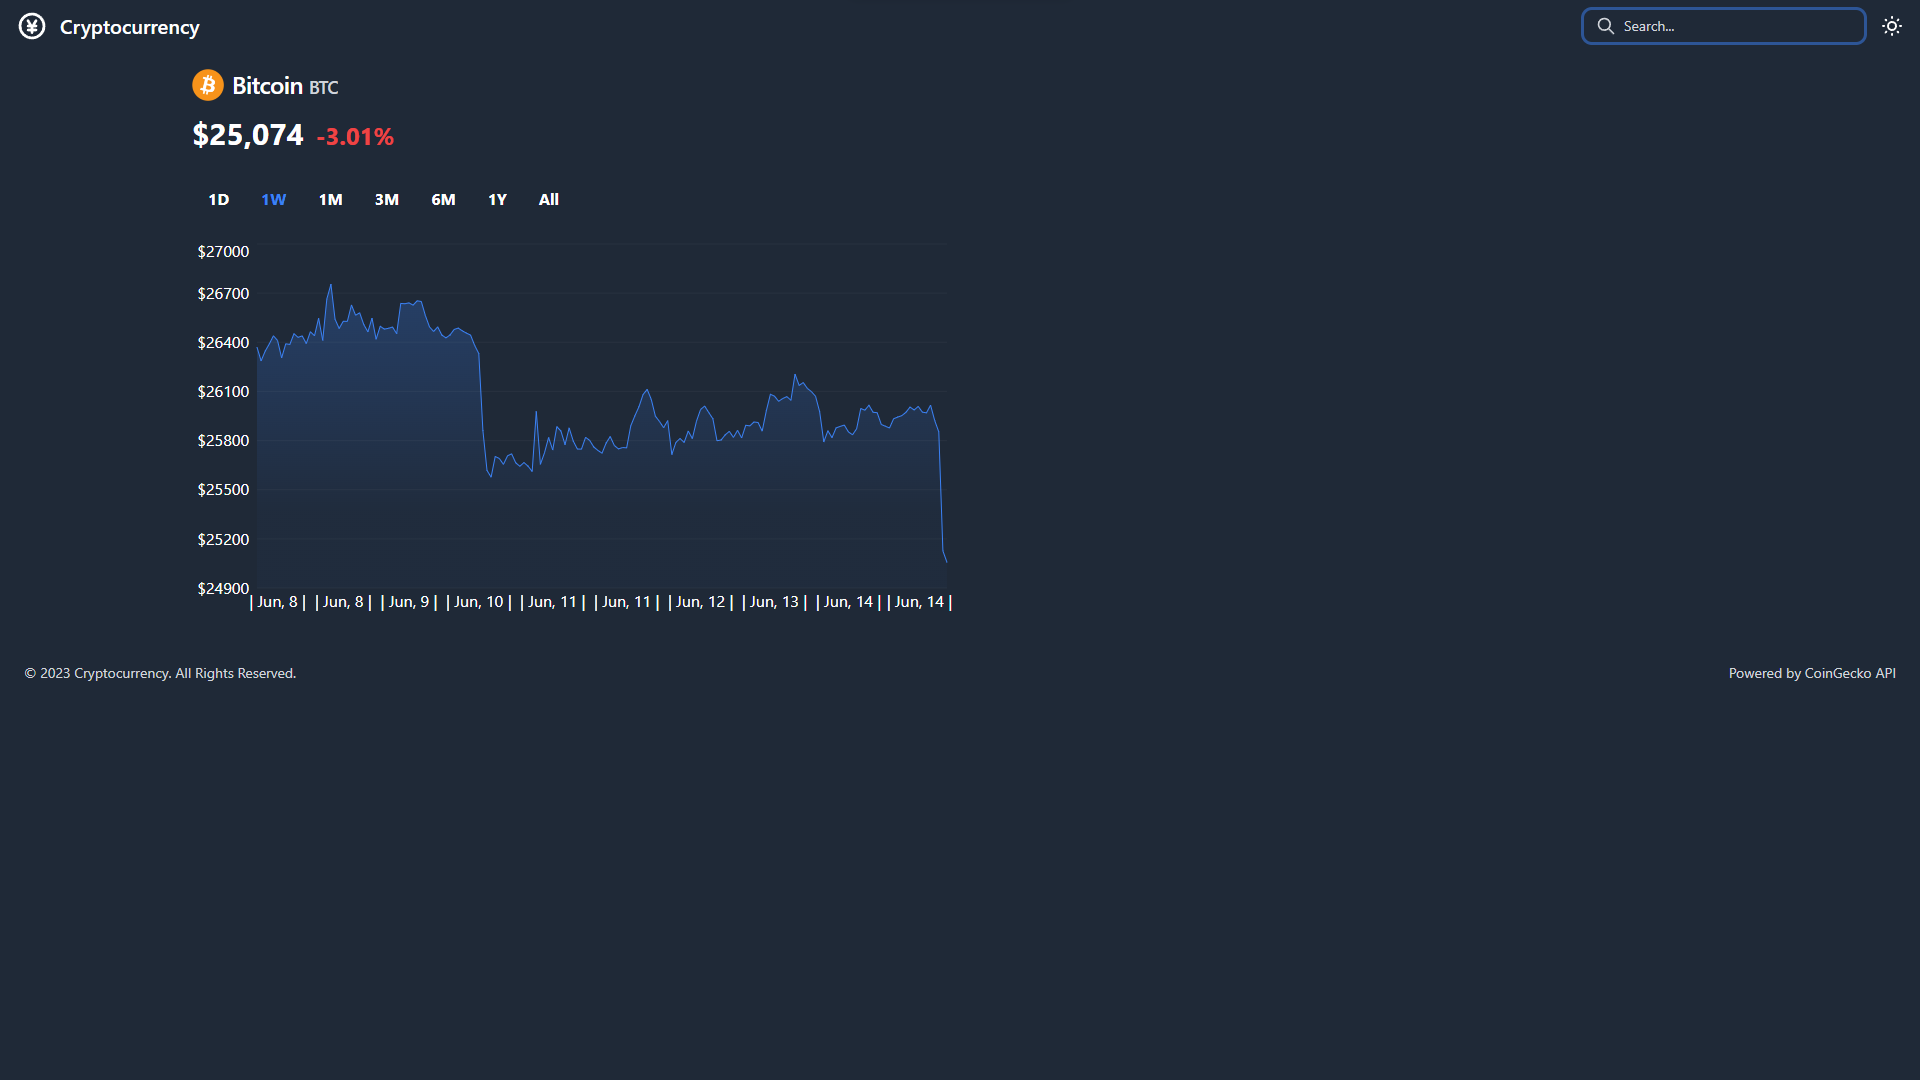 Cryptocurrency
Search...
Bitcoin BTC
$25,074 -3.01%
1D 1W 1M 3M 6M 1Y All
$27000
$26700
$26400
$26100
$25800
$25500
$25200
$24900
| Jun, 8 | | Jun, 8 | | Jun, 9 | | Jun, 10 | | Jun, 11 | | Jun, 11 | | Jun, 12 | | Jun, 13 | | Jun, 14 | | Jun, 14 |
© 2023 Cryptocurrency. All Rights Reserved.
Powered by CoinGecko API